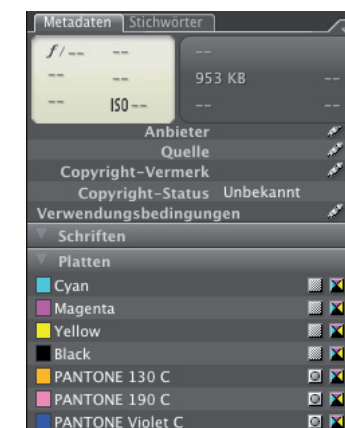 Metadaten Stichwörter
ƒ/-- -- --
-- -- 953 KB --
-- ISO -- -- --
Anbieter
Quelle
Copyright-Vermerk
Copyright-Status Unbekannt
Verwendungsbedingungen
Schriften
Platten
Cyan
Magenta
Yellow
Black
PANTONE 130 C
PANTONE 190 C
PANTONE Violet C